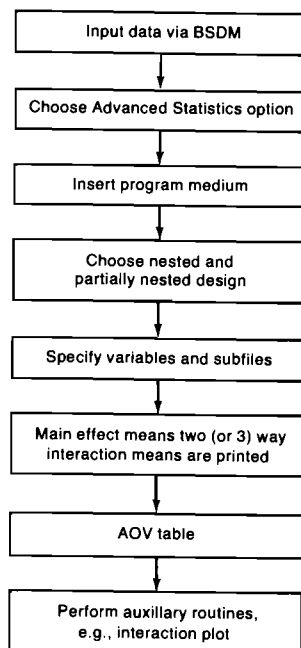 Input data via BSDM
Choose Advanced Statistics option
Insert program medium
Choose nested and
partially nested design
Specify variables and subfiles
Main effect means two (or 3) way
interaction means are printed
AOV table
Perform auxillary routines,
e.g., interaction plot